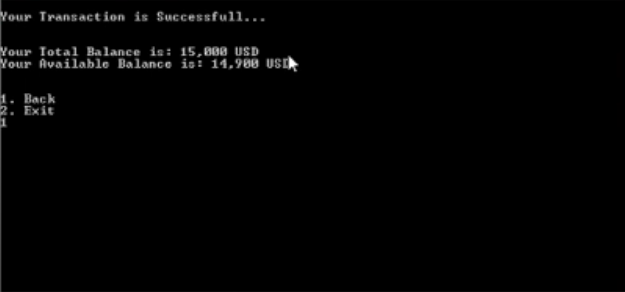 Your Transaction is Successfull...
Your Total Balance is: 15,000 USD
Your Available Balance is: 14,900 USD
1. Back
2. Exit
1